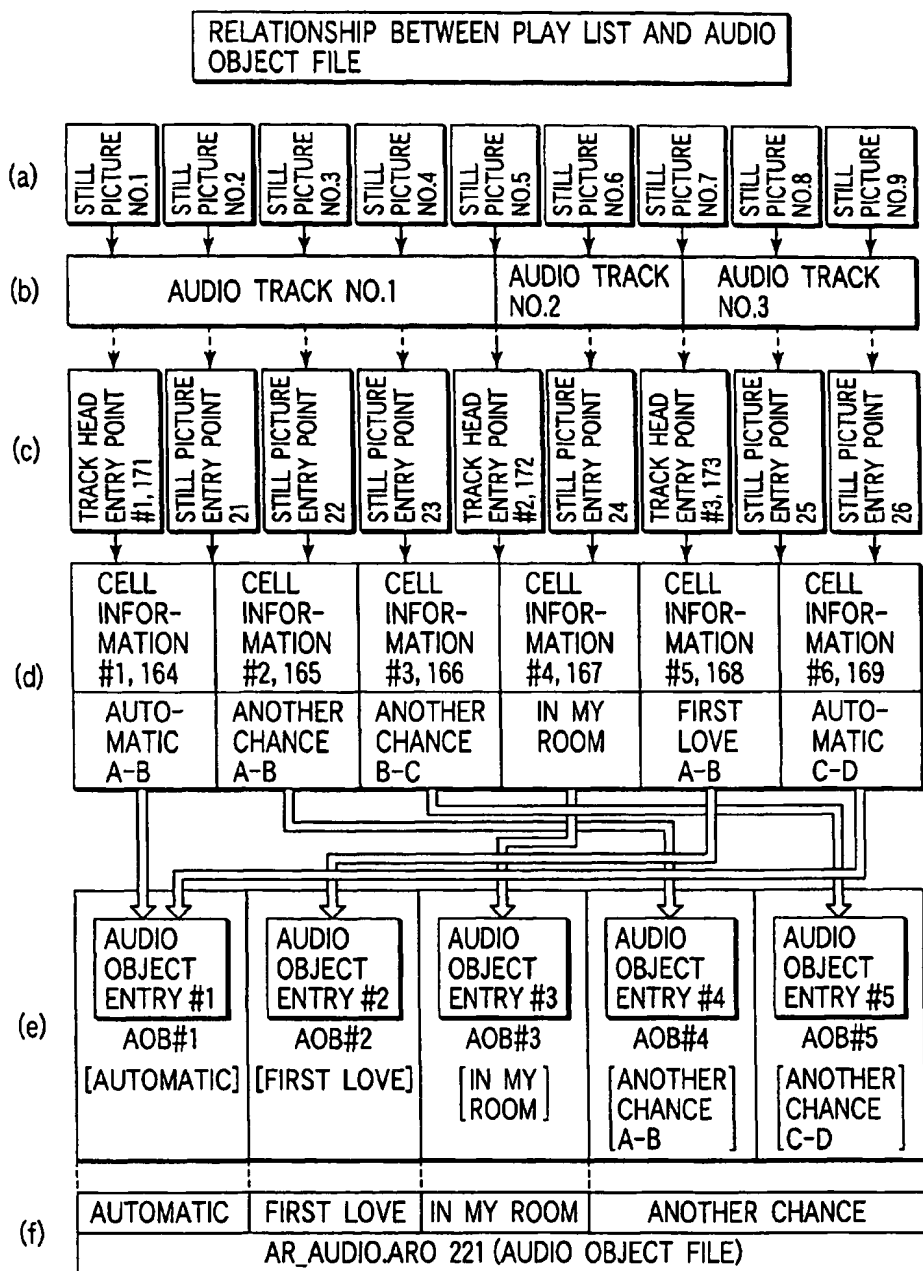 RELATIONSHIP BETWEEN PLAY LIST AND AUDIO
OBJECT FILE
(a)
STILL
PICTURE
NO.1
STILL
PICTURE
NO.2
STILL
PICTURE
NO.3
STILL
PICTURE
NO.4
STILL
PICTURE
NO.5
STILL
PICTURE
NO.6
STILL
PICTURE
NO.7
STILL
PICTURE
NO.8
STILL
PICTURE
NO.9
(b)
AUDIO TRACK NO.1
AUDIO TRACK
NO.2
AUDIO TRACK
NO.3
(c)
TRACK HEAD
ENTRY POINT
#1, 171
STILL PICTURE
ENTRY POINT
21
STILL PICTURE
ENTRY POINT
22
STILL PICTURE
ENTRY POINT
23
TRACK HEAD
ENTRY POINT
#2, 172
STILL PICTURE
ENTRY POINT
24
TRACK HEAD
ENTRY POINT
#3, 173
STILL PICTURE
ENTRY POINT
25
STILL PICTURE
ENTRY POINT
26
(d)
CELL
INFOR-
MATION
#1, 164
CELL
INFOR-
MATION
#2, 165
CELL
INFOR-
MATION
#3, 166
CELL
INFOR-
MATION
#4, 167
CELL
INFOR-
MATION
#5, 168
CELL
INFOR-
MATION
#6, 169
AUTO-
MATIC
A-B
ANOTHER
CHANCE
A-B
ANOTHER
CHANCE
B-C
IN MY
ROOM
FIRST
LOVE
A-B
AUTO-
MATIC
C-D
(e)
AUDIO
OBJECT
ENTRY #1
AUDIO
OBJECT
ENTRY #2
AUDIO
OBJECT
ENTRY #3
AUDIO
OBJECT
ENTRY #4
AUDIO
OBJECT
ENTRY #5
AOB#1
AOB#2
AOB#3
AOB#4
AOB#5
[AUTOMATIC]
[FIRST LOVE]
[IN MY
ROOM]
[ANOTHER
CHANCE
A-B]
[ANOTHER
CHANCE
C-D]
(f)
AUTOMATIC
FIRST LOVE
IN MY ROOM
ANOTHER CHANCE
AR_AUDIO.ARO 221 (AUDIO OBJECT FILE)